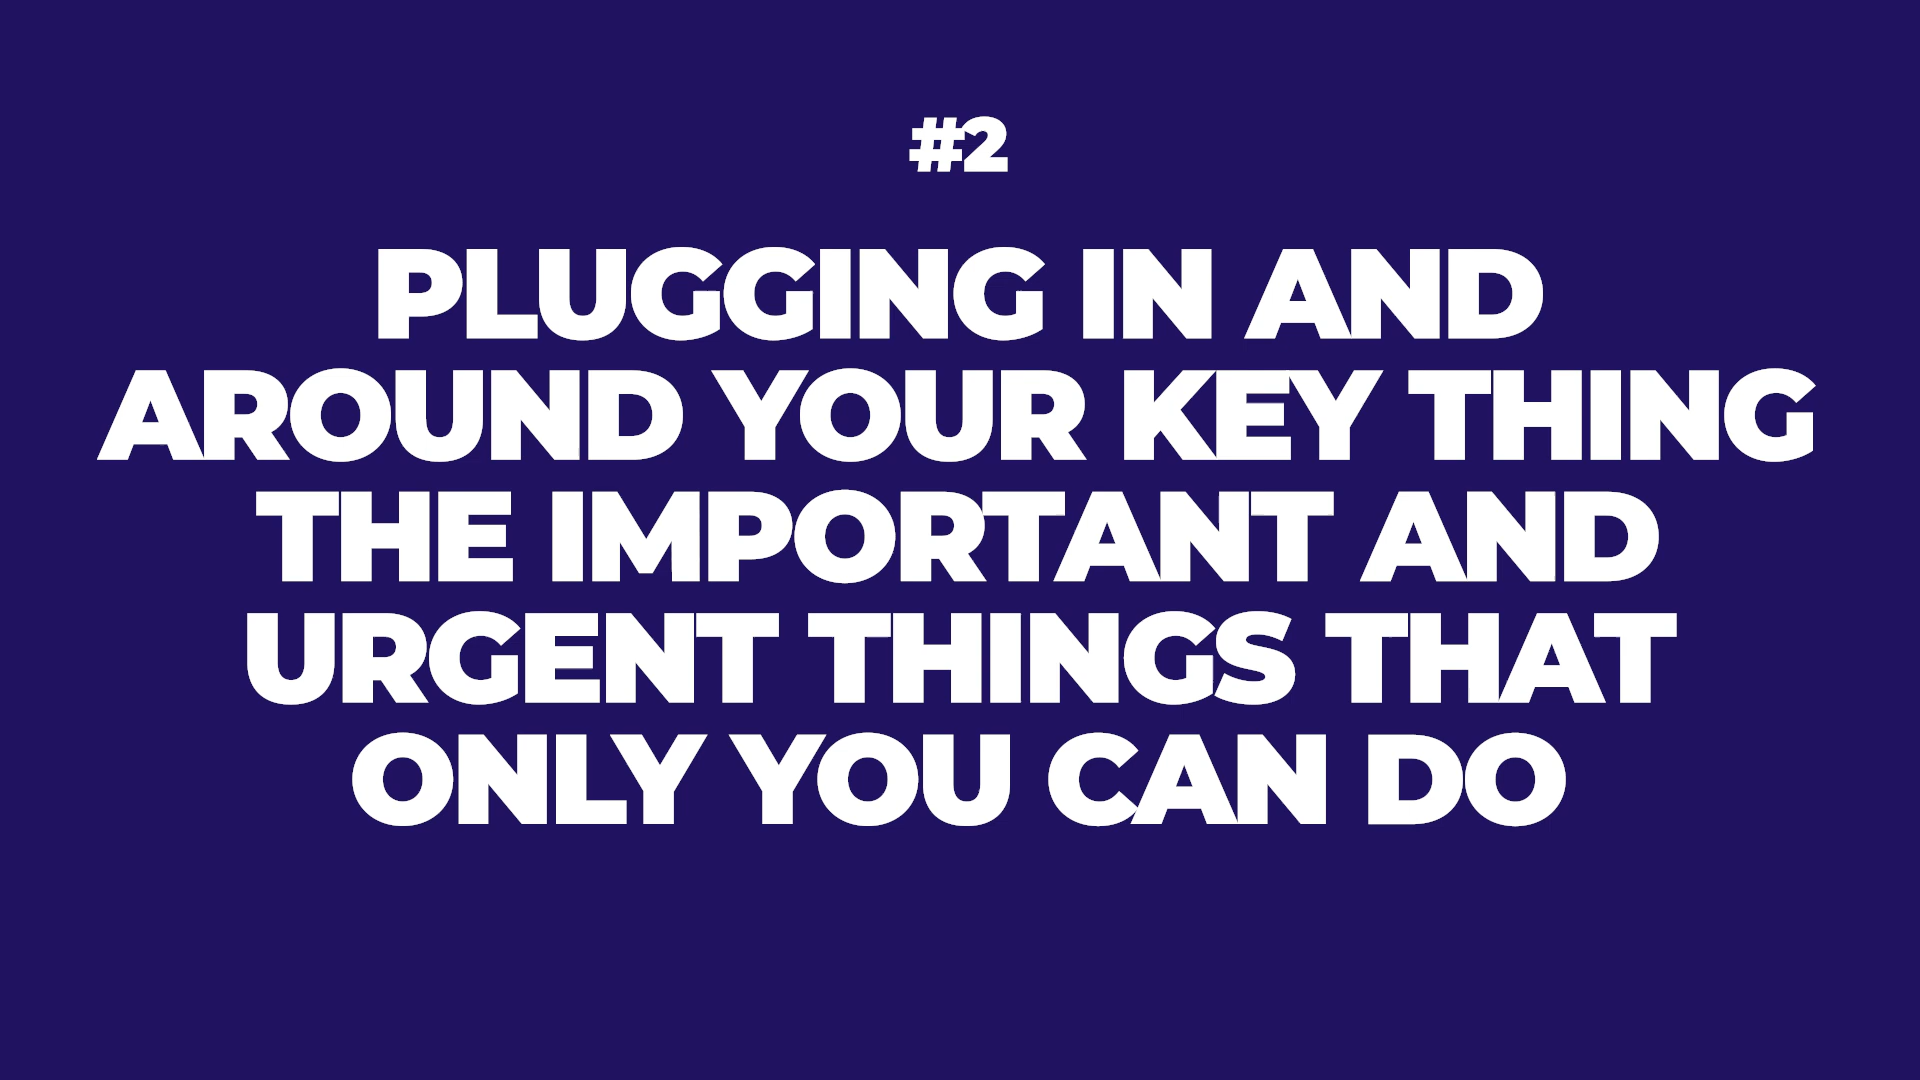 #2
PLUGGING IN AND
AROUND YOUR KEY THING
THE IMPORTANT AND
URGENT THINGS THAT
ONLY YOU CAN DO